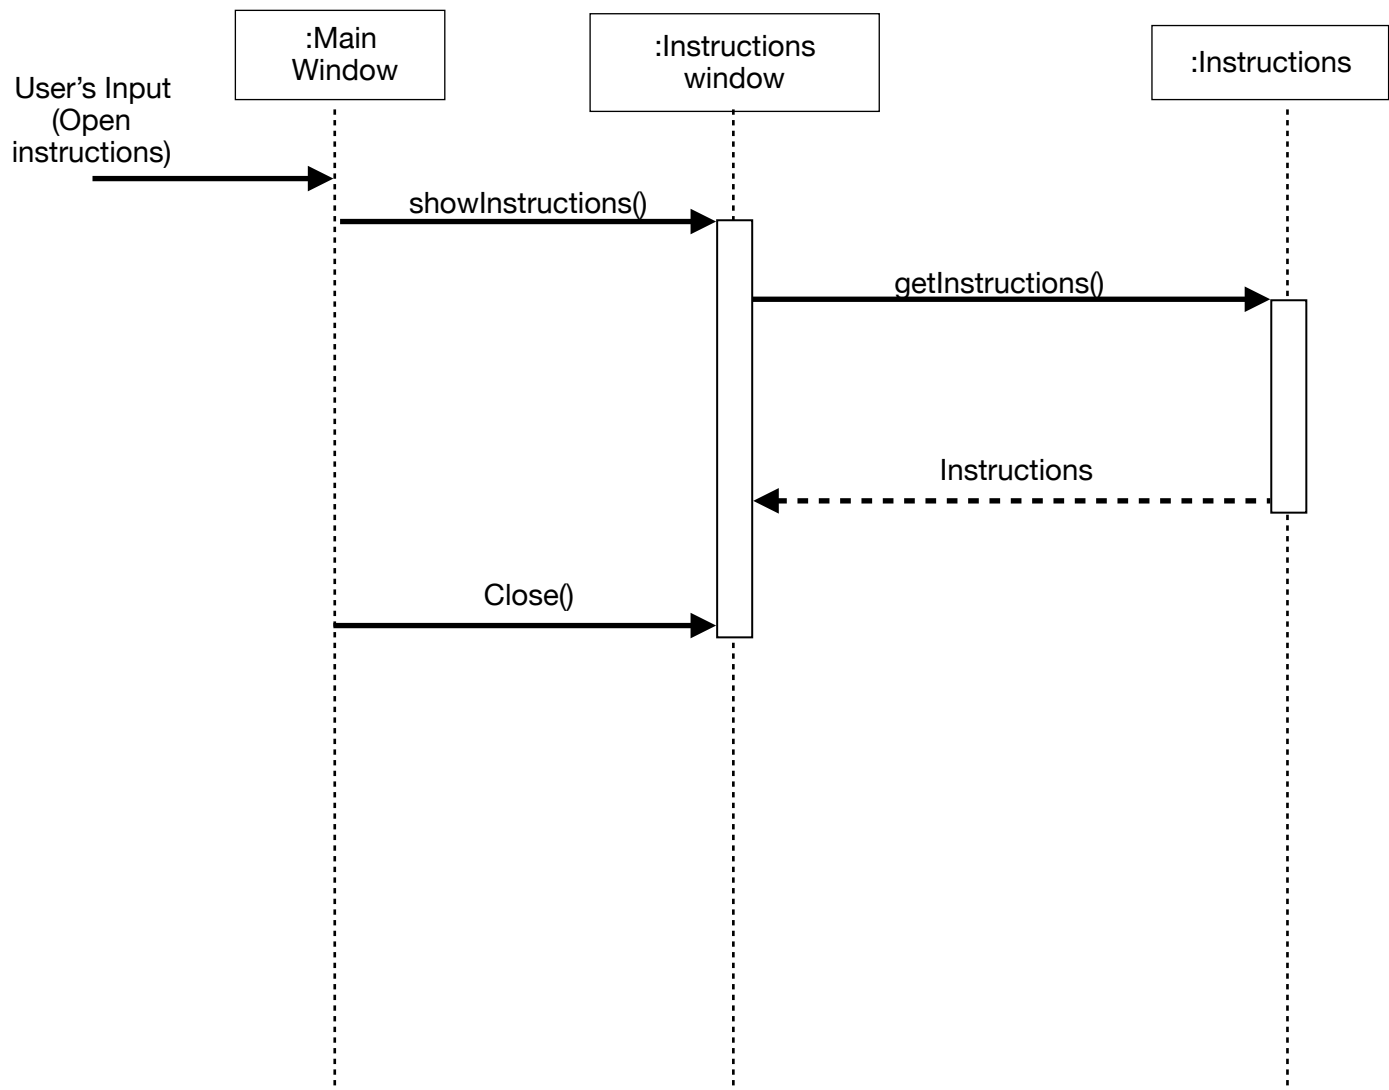 :Main
Window
:Instructions
window
:Instructions
User’s Input
(Open
instructions)
showInstructions()
getInstructions()
Instructions
Close()